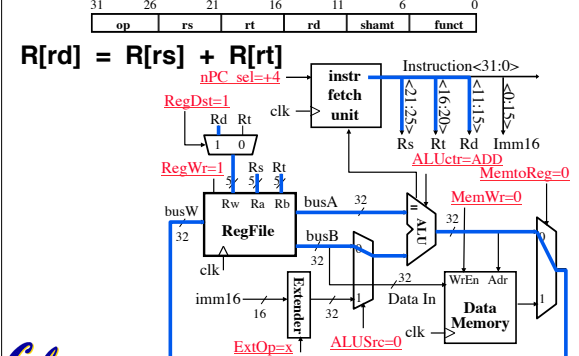 31 26 21 16 11 6 0
op rs rt rd shamt funct
R[rd] = R[rs] + R[rt]
nPC_sel=+4
instr
fetch
unit
clk
Instruction<31:0>
<21:25>
<16:20>
<11:15>
<0:15>
Rs Rt Rd Imm16
RegDst=1
Rd Rt
1 0
ALUctr=ADD
MemtoReg=0
RegWr=1
Rs Rt
5 5 5
MemWr=0
busW
32
Rw Ra Rb
RegFile
clk
busA
32
busB
32
=
ALU
32
0
0
32
WrEn Adr
Data In
Data
Memory
clk
imm16
16
Extender
32
1
1
ExtOp=x
ALUSrc=0